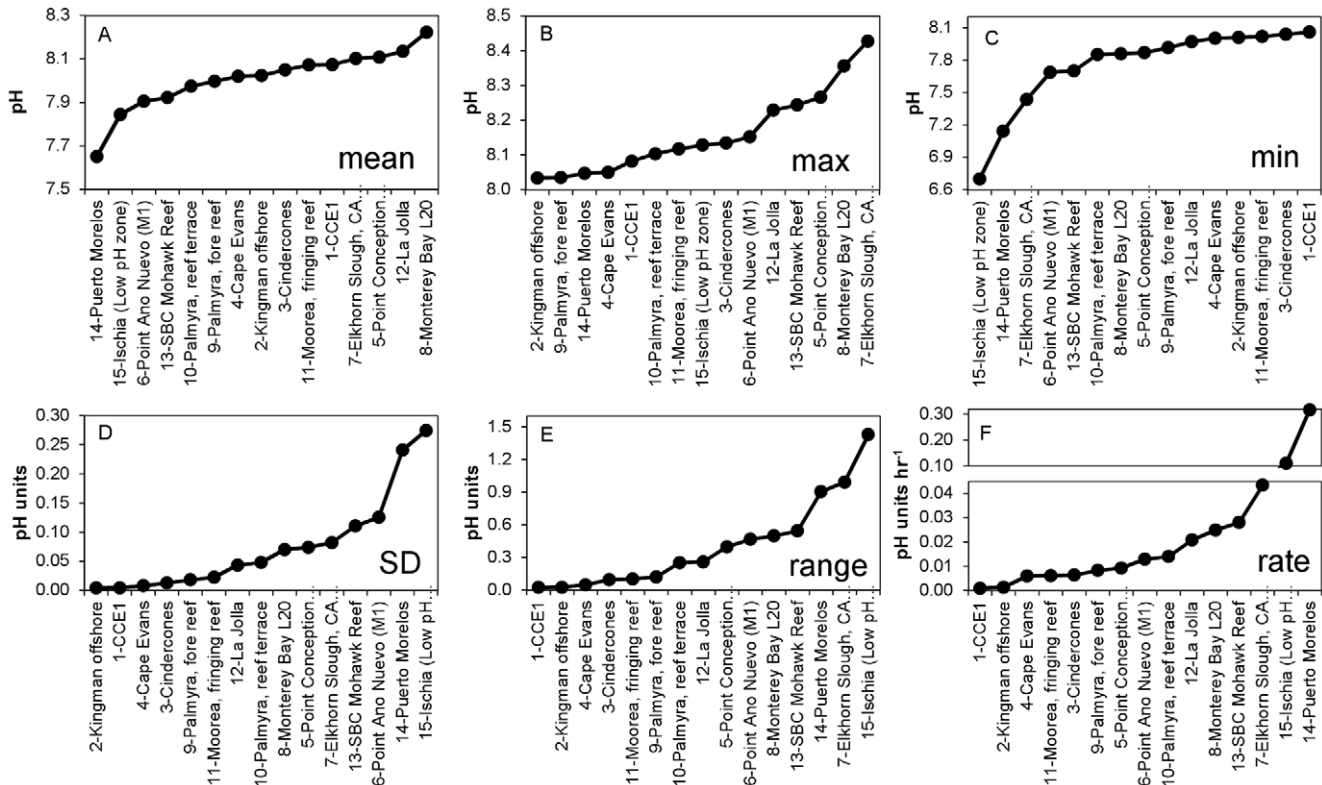 A
pH
8.3
8.1
7.9
7.7
7.5
mean
14-Puerto Morelos
15-Ischia (Low pH zone)
6-Point Ano Nuevo (M1)
13-SBC Mohawk Reef
10-Palmyra, reef terrace
9-Palmyra, fore reef
4-Cape Evans
2-Kingman offshore
3-Cindercones
11-Moorea, fringing reef
1-CCE1
7-Elkhorn Slough, CA...
5-Point Conception...
12-La Jolla
8-Monterey Bay L20
B
pH
8.5
8.4
8.3
8.2
8.1
8.0
max
2-Kingman offshore
9-Palmyra, fore reef
14-Puerto Morelos
4-Cape Evans
1-CCE1
10-Palmyra, reef terrace
11-Moorea, fringing reef
15-Ischia (Low pH zone)
3-Cindercones
6-Point Ano Nuevo (M1)
12-La Jolla
13-SBC Mohawk Reef
5-Point Conception...
8-Monterey Bay L20
7-Elkhorn Slough, CA...
C
pH
8.1
7.8
7.5
7.2
6.9
6.6
min
15-Ischia (Low pH zone)
14-Puerto Morelos
7-Elkhorn Slough, CA...
6-Point Ano Nuevo (M1)
13-SBC Mohawk Reef
10-Palmyra, reef terrace
8-Monterey Bay L20
5-Point Conception...
9-Palmyra, fore reef
12-La Jolla
4-Cape Evans
2-Kingman offshore
11-Moorea, fringing reef
3-Cindercones
1-CCE1
D
pH units
0.30
0.25
0.20
0.15
0.10
0.05
0.00
SD
2-Kingman offshore
1-CCE1
4-Cape Evans
3-Cindercones
9-Palmyra, fore reef
11-Moorea, fringing reef
12-La Jolla
10-Palmyra, reef terrace
8-Monterey Bay L20
5-Point Conception...
7-Elkhorn Slough, CA...
13-SBC Mohawk Reef
6-Point Ano Nuevo (M1)
14-Puerto Morelos
15-Ischia (Low pH...
E
pH units
1.5
1.2
0.9
0.6
0.3
0.0
range
1-CCE1
2-Kingman offshore
4-Cape Evans
3-Cindercones
11-Moorea, fringing reef
9-Palmyra, fore reef
10-Palmyra, reef terrace
12-La Jolla
5-Point Conception...
6-Point Ano Nuevo (M1)
8-Monterey Bay L20
13-SBC Mohawk Reef
14-Puerto Morelos
7-Elkhorn Slough, CA...
15-Ischia (Low pH...
F
pH units hr⁻¹
0.30
0.10
0.04
0.03
0.02
0.01
0.00
rate
1-CCE1
2-Kingman offshore
4-Cape Evans
11-Moorea, fringing reef
3-Cindercones
9-Palmyra, fore reef
5-Point Conception...
6-Point Ano Nuevo (M1)
10-Palmyra, reef terrace
12-La Jolla
8-Monterey Bay L20
13-SBC Mohawk Reef
7-Elkhorn Slough, CA...
15-Ischia (Low pH...
14-Puerto Morelos